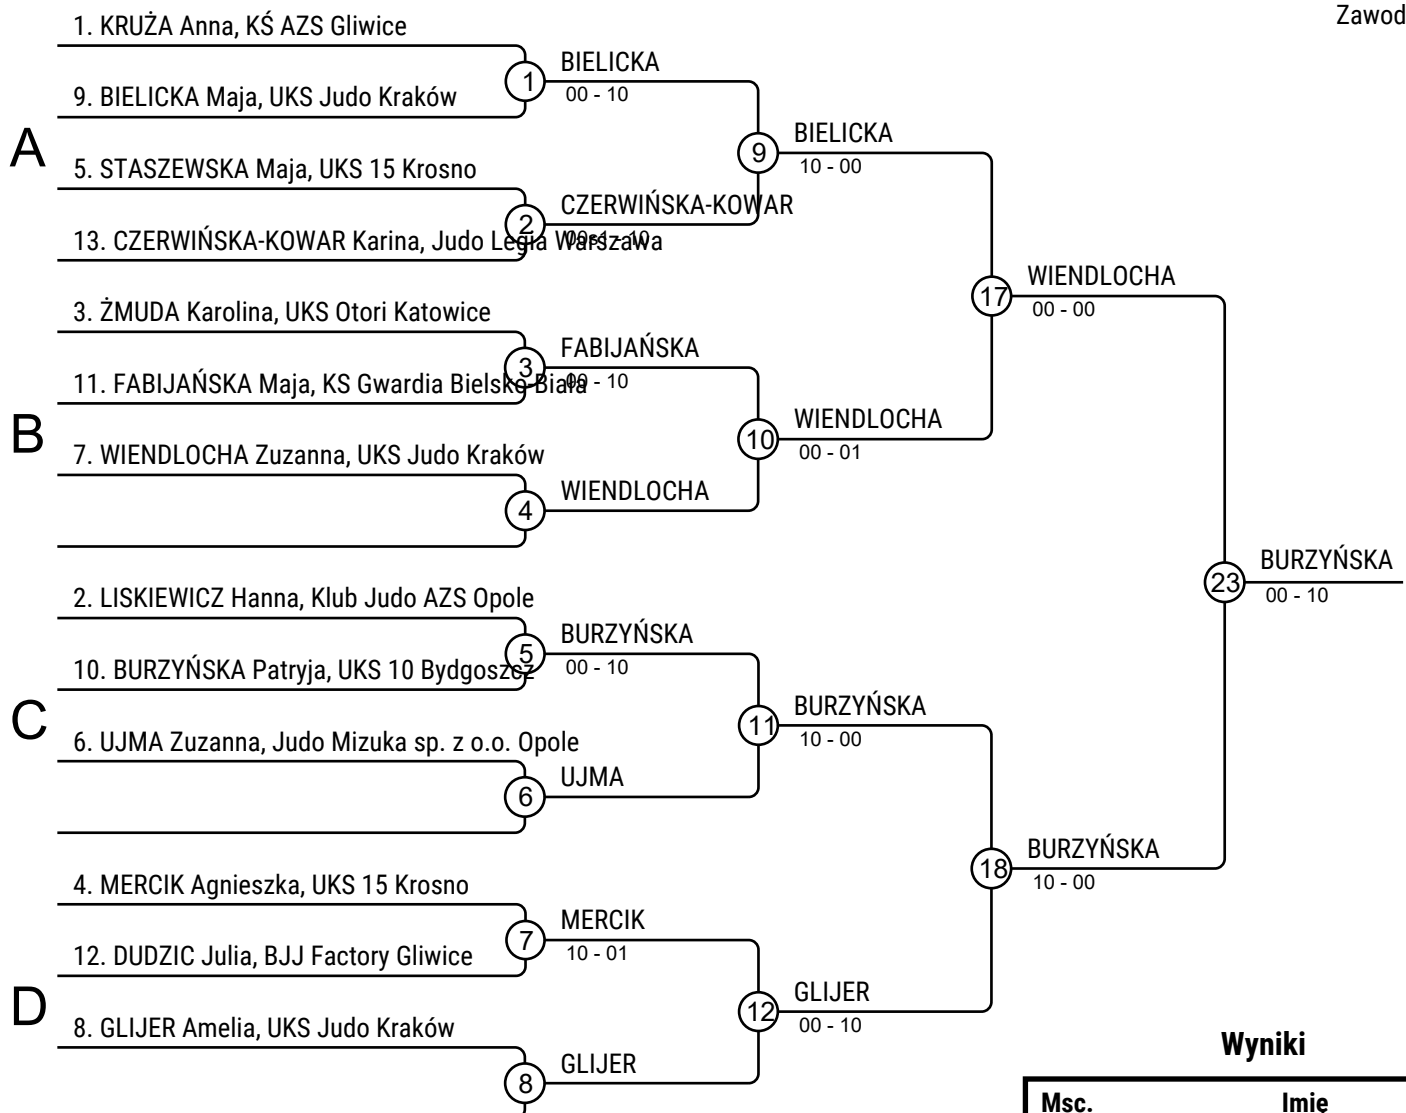 Zawod
1. KRUŻA Anna, KŚ AZS Gliwice
1
BIELICKA
00 - 10
9. BIELICKA Maja, UKS Judo Kraków
A
9
BIELICKA
10 - 00
5. STASZEWSKA Maja, UKS 15 Krosno
2
CZERWIŃSKA-KOWAR
13. CZERWIŃSKA-KOWAR Karina, Judo Legia Warszawa
17
WIENDLOCHA
00 - 00
3. ŻMUDA Karolina, UKS Otori Katowice
3
FABIJAŃSKA
00 - 10
11. FABIJAŃSKA Maja, KS Gwardia Bielsko-Biała
B
10
WIENDLOCHA
00 - 01
7. WIENDLOCHA Zuzanna, UKS Judo Kraków
4
WIENDLOCHA
23
BURZYŃSKA
00 - 10
2. LISKIEWICZ Hanna, Klub Judo AZS Opole
5
BURZYŃSKA
00 - 10
10. BURZYŃSKA Patryja, UKS 10 Bydgoszcz
C
11
BURZYŃSKA
10 - 00
6. UJMA Zuzanna, Judo Mizuka sp. z o.o. Opole
6
UJMA
18
BURZYŃSKA
10 - 00
4. MERCIK Agnieszka, UKS 15 Krosno
7
MERCIK
10 - 01
12. DUDZIC Julia, BJJ Factory Gliwice
D
12
GLIJER
00 - 10
8. GLIJER Amelia, UKS Judo Kraków
8
GLIJER
Wyniki
Msc. Imię